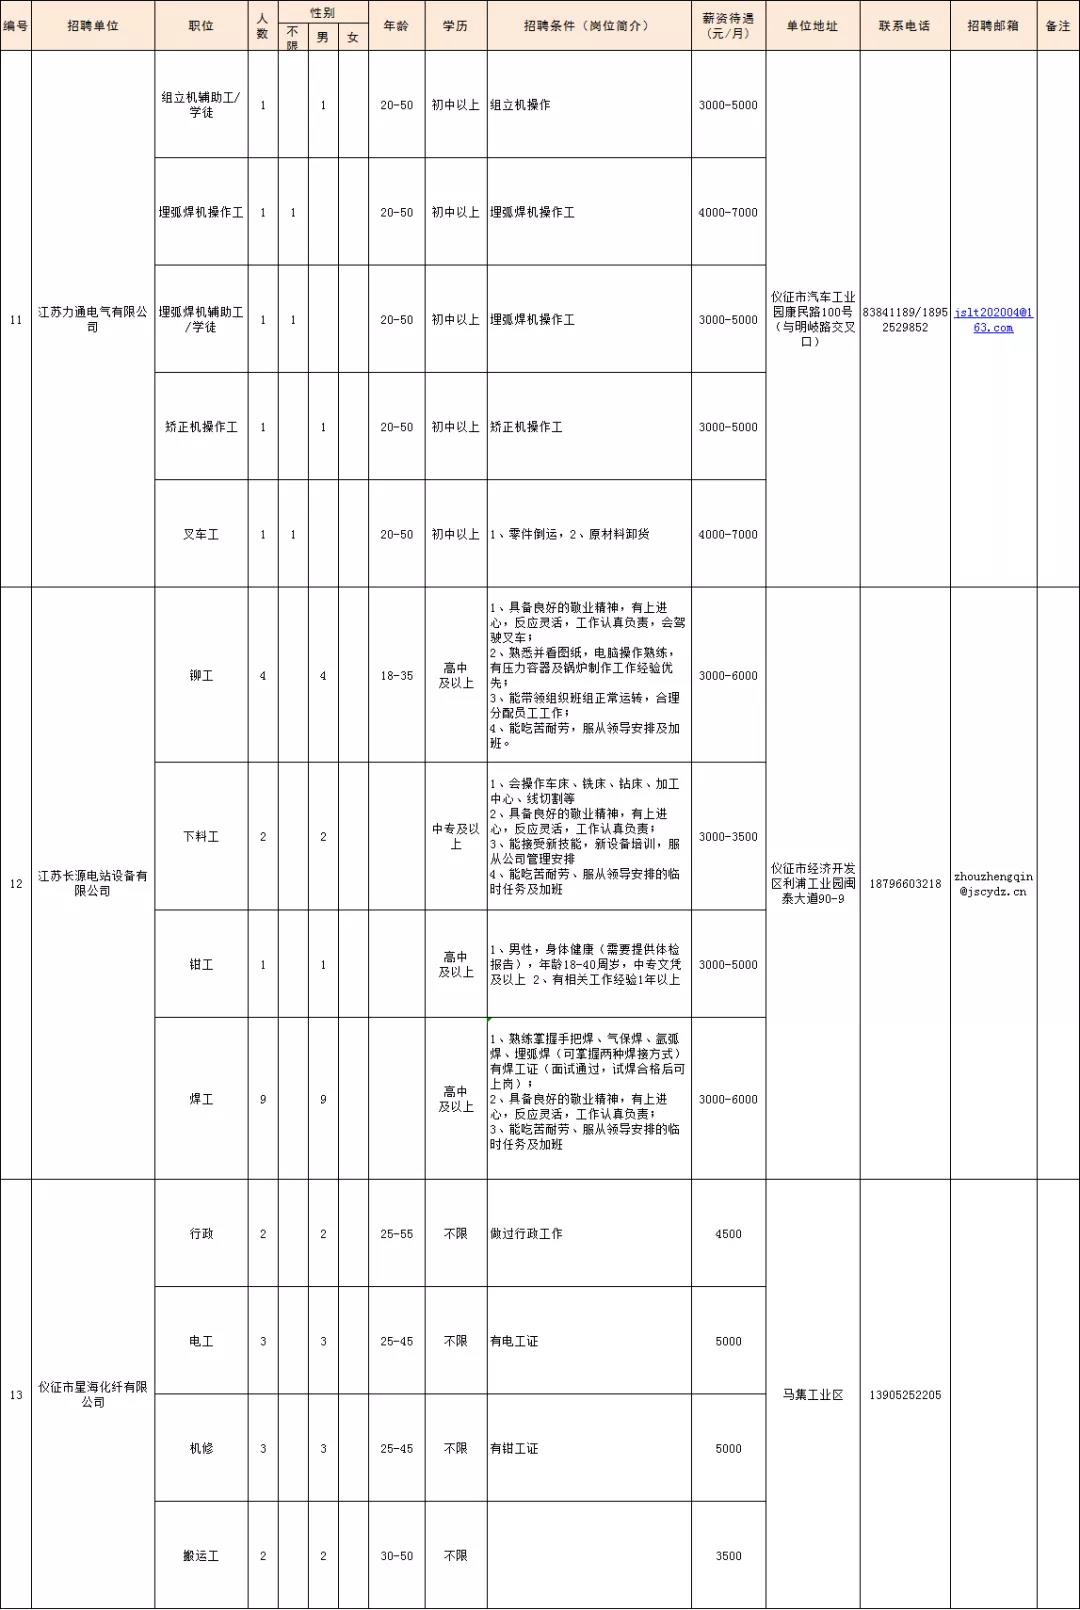 编号 招聘单位 职位 人数 性别 年龄 学历 招聘条件（岗位简介） 薪资待遇（元/月） 单位地址 联系电话 招聘邮箱 备注
不限 男 女
11
江苏力通电气有限公
司
组立机辅助工/
学徒
1 1 20-50 初中以上 组立机操作 3000-5000
埋弧焊机操作工 1 1 20-50 初中以上 埋弧焊机操作工 4000-7000
埋弧焊机辅助工
/学徒
1 1 20-50 初中以上 埋弧焊机操作工 3000-5000
矫正机操作工 1 1 20-50 初中以上 矫正机操作工 3000-5000
叉车工 1 1 20-50 初中以上 1、零件倒运，2、原材料卸货 4000-7000
仪征市汽车工业
园康民路100号
（与明岐路交叉
口）
83841189/1895
2529852
jslt202004@1
63.com
12
江苏长源电站设备有
限公司
铆工 4 4 18-35
高中
及以上
1、具备良好的敬业精神，有上进
心，反应灵活，工作认真负责，会驾
驶叉车；
2、熟悉并看图纸，电脑操作熟练，
有压力容器及锅炉制作工作经验优
先；
3、能带领组织班组正常运转，合理
分配员工工作；
4、能吃苦耐劳，服从领导安排及加
班。
3000-6000
下料工 2 2
中专及以
上
1、会操作车床、铣床、钻床、加工
中心、线切割等
2、具备良好的敬业精神，有上进
心，反应灵活，工作认真负责；
3、能接受新技能，新设备培训，服
从公司管理安排
4、能吃苦耐劳、服从领导安排的临
时任务及加班
3000-3500
钳工 1 1
高中
及以上
1、男性，身体健康（需要提供体检
报告），年龄18-40周岁，中专文凭
及以上 2、有相关工作经验1年以上
3000-5000
焊工 9 9
高中
及以上
1、熟练掌握手把焊、气保焊、氩弧
焊、埋弧焊（可掌握两种焊接方式）
有焊工证（面试通过，试焊合格后可
上岗）；
2、具备良好的敬业精神，有上进
心，反应灵活，工作认真负责；
3、能吃苦耐劳、服从领导安排的临
时任务及加班
3000-6000
仪征市经济开发
区利浦工业园闽
泰大道90-9
18796603218
zhouzhengqin
@jscydz.cn
13
仪征市星海化纤有限
公司
行政 2 2 25-55 不限 做过行政工作 4500
电工 3 3 25-45 不限 有电工证 5000
机修 3 3 25-45 不限 有钳工证 5000
搬运工 2 2 30-50 不限 3500
马集工业区
13905252205